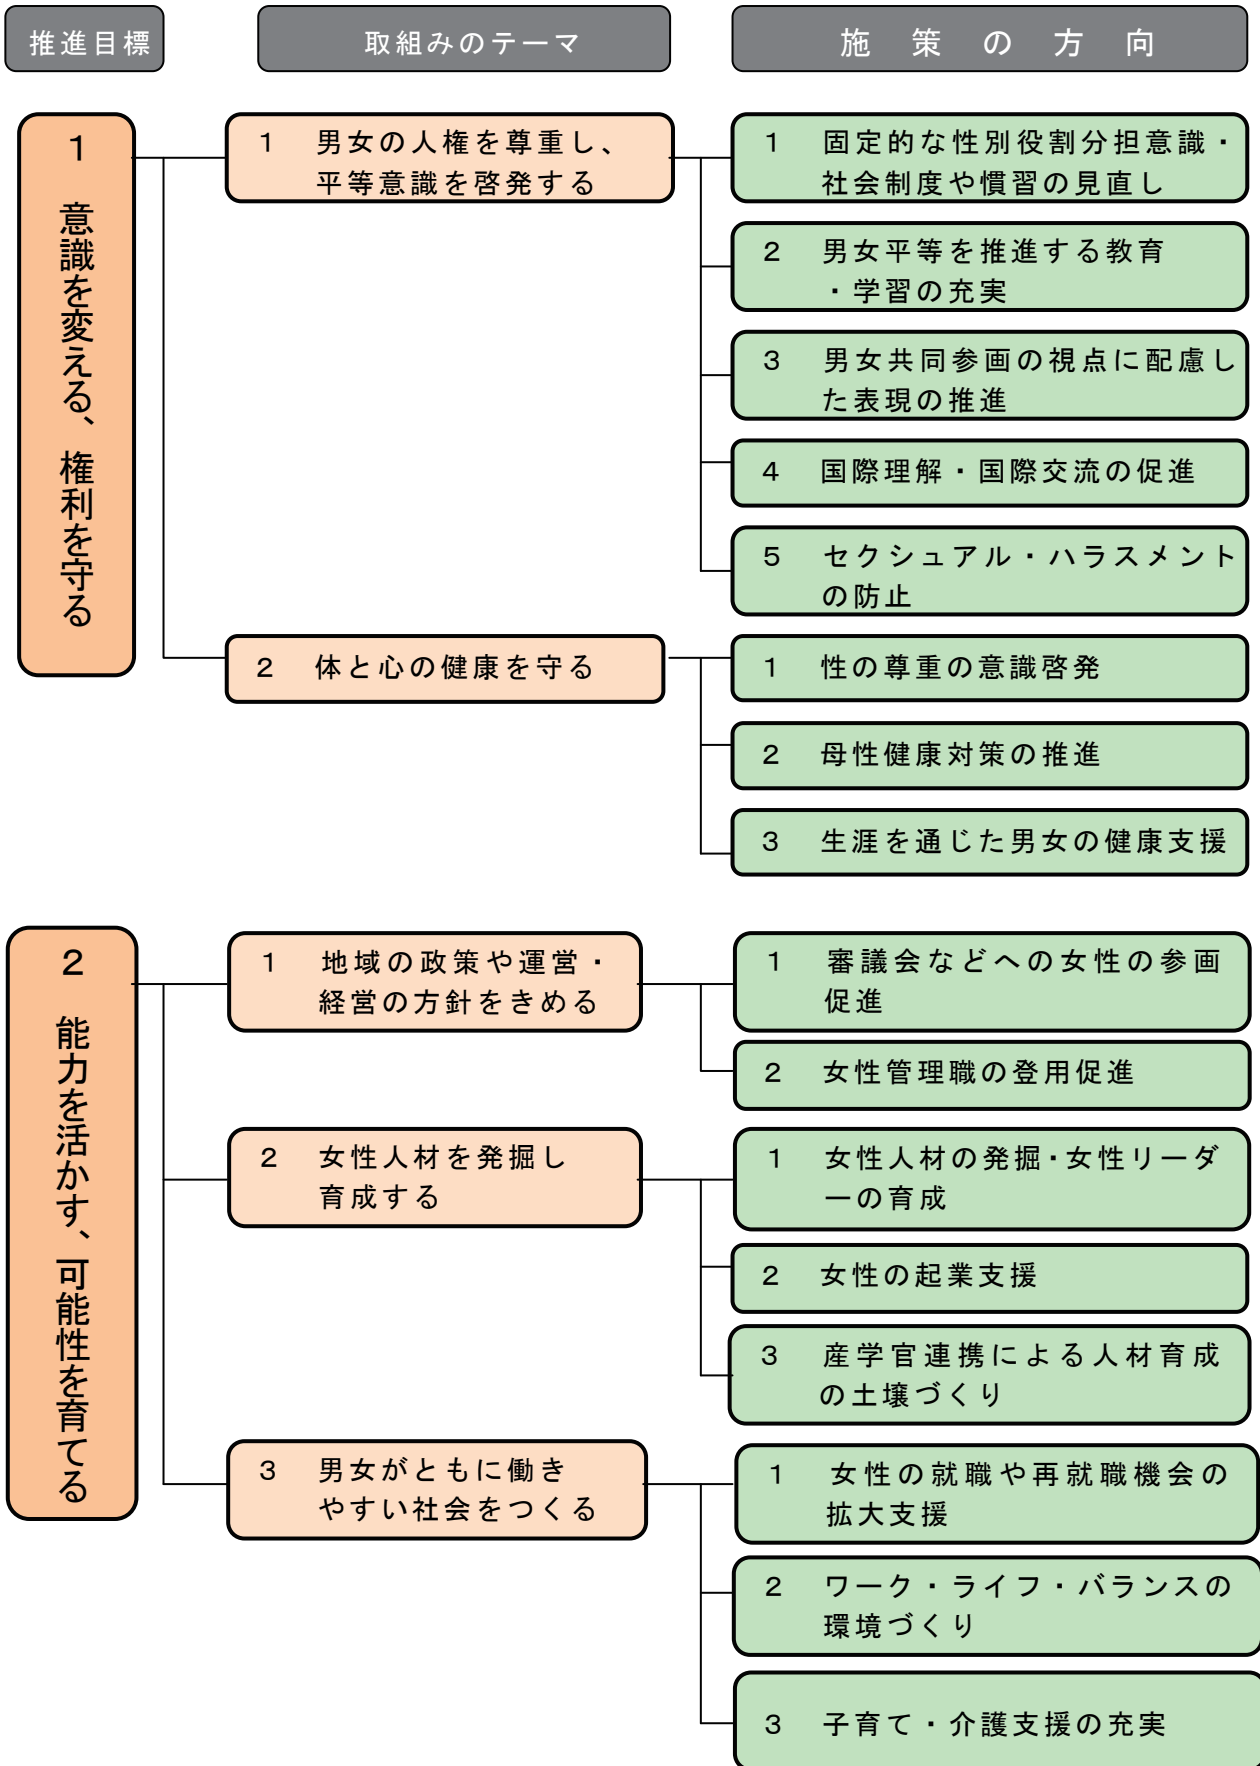 推進目標
取組みのテーマ
施策の方向
1 意識を変える、権利を守る
1 男女の人権を尊重し、
平等意識を啓発する
1 固定的な性別役割分担意識・
社会制度や慣習の見直し
2 男女平等を推進する教育
・学習の充実
3 男女共同参画の視点に配慮し
た表現の推進
4 国際理解・国際交流の促進
5 セクシュアル・ハラスメント
の防止
2 体と心の健康を守る
1 性の尊重の意識啓発
2 母性健康対策の推進
3 生涯を通じた男女の健康支援
2 能力を活かす、可能性を育てる
1 地域の政策や運営・
経営の方針をきめる
1 審議会などへの女性の参画
促進
2 女性管理職の登用促進
2 女性人材を発掘し
育成する
1 女性人材の発掘・女性リーダ
ーの育成
2 女性の起業支援
3 産学官連携による人材育成
の土壌づくり
3 男女がともに働き
やすい社会をつくる
1 女性の就職や再就職機会の
拡大支援
2 ワーク・ライフ・バランスの
環境づくり
3 子育て・介護支援の充実